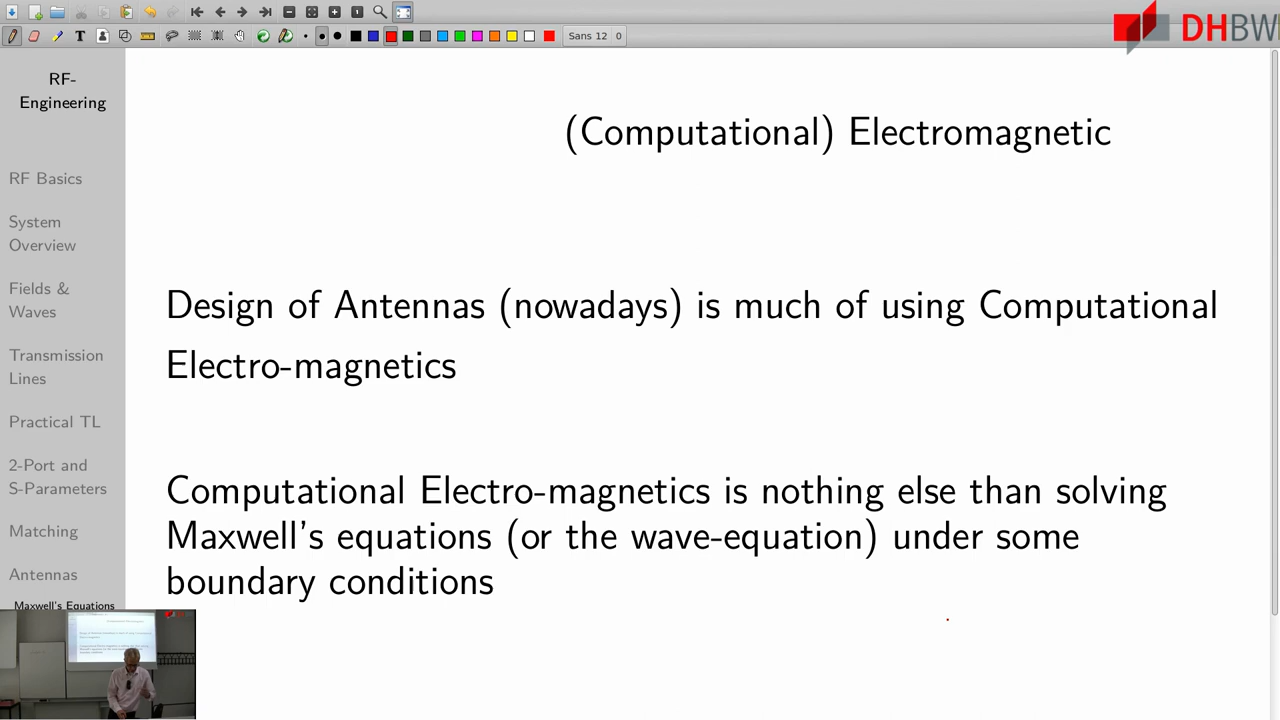 Sans 12 0
DHBW
RF-
Engineering
RF Basics
System
Overview
Fields &
Waves
Transmission
Lines
Practical TL
2-Port and
S-Parameters
Matching
Antennas
Maxwell's Equations
(Computational) Electromagnetic
Design of Antennas (nowadays) is much of using Computational
Electro-magnetics
Computational Electro-magnetics is nothing else than solving
Maxwell's equations (or the wave-equation) under some
boundary conditions